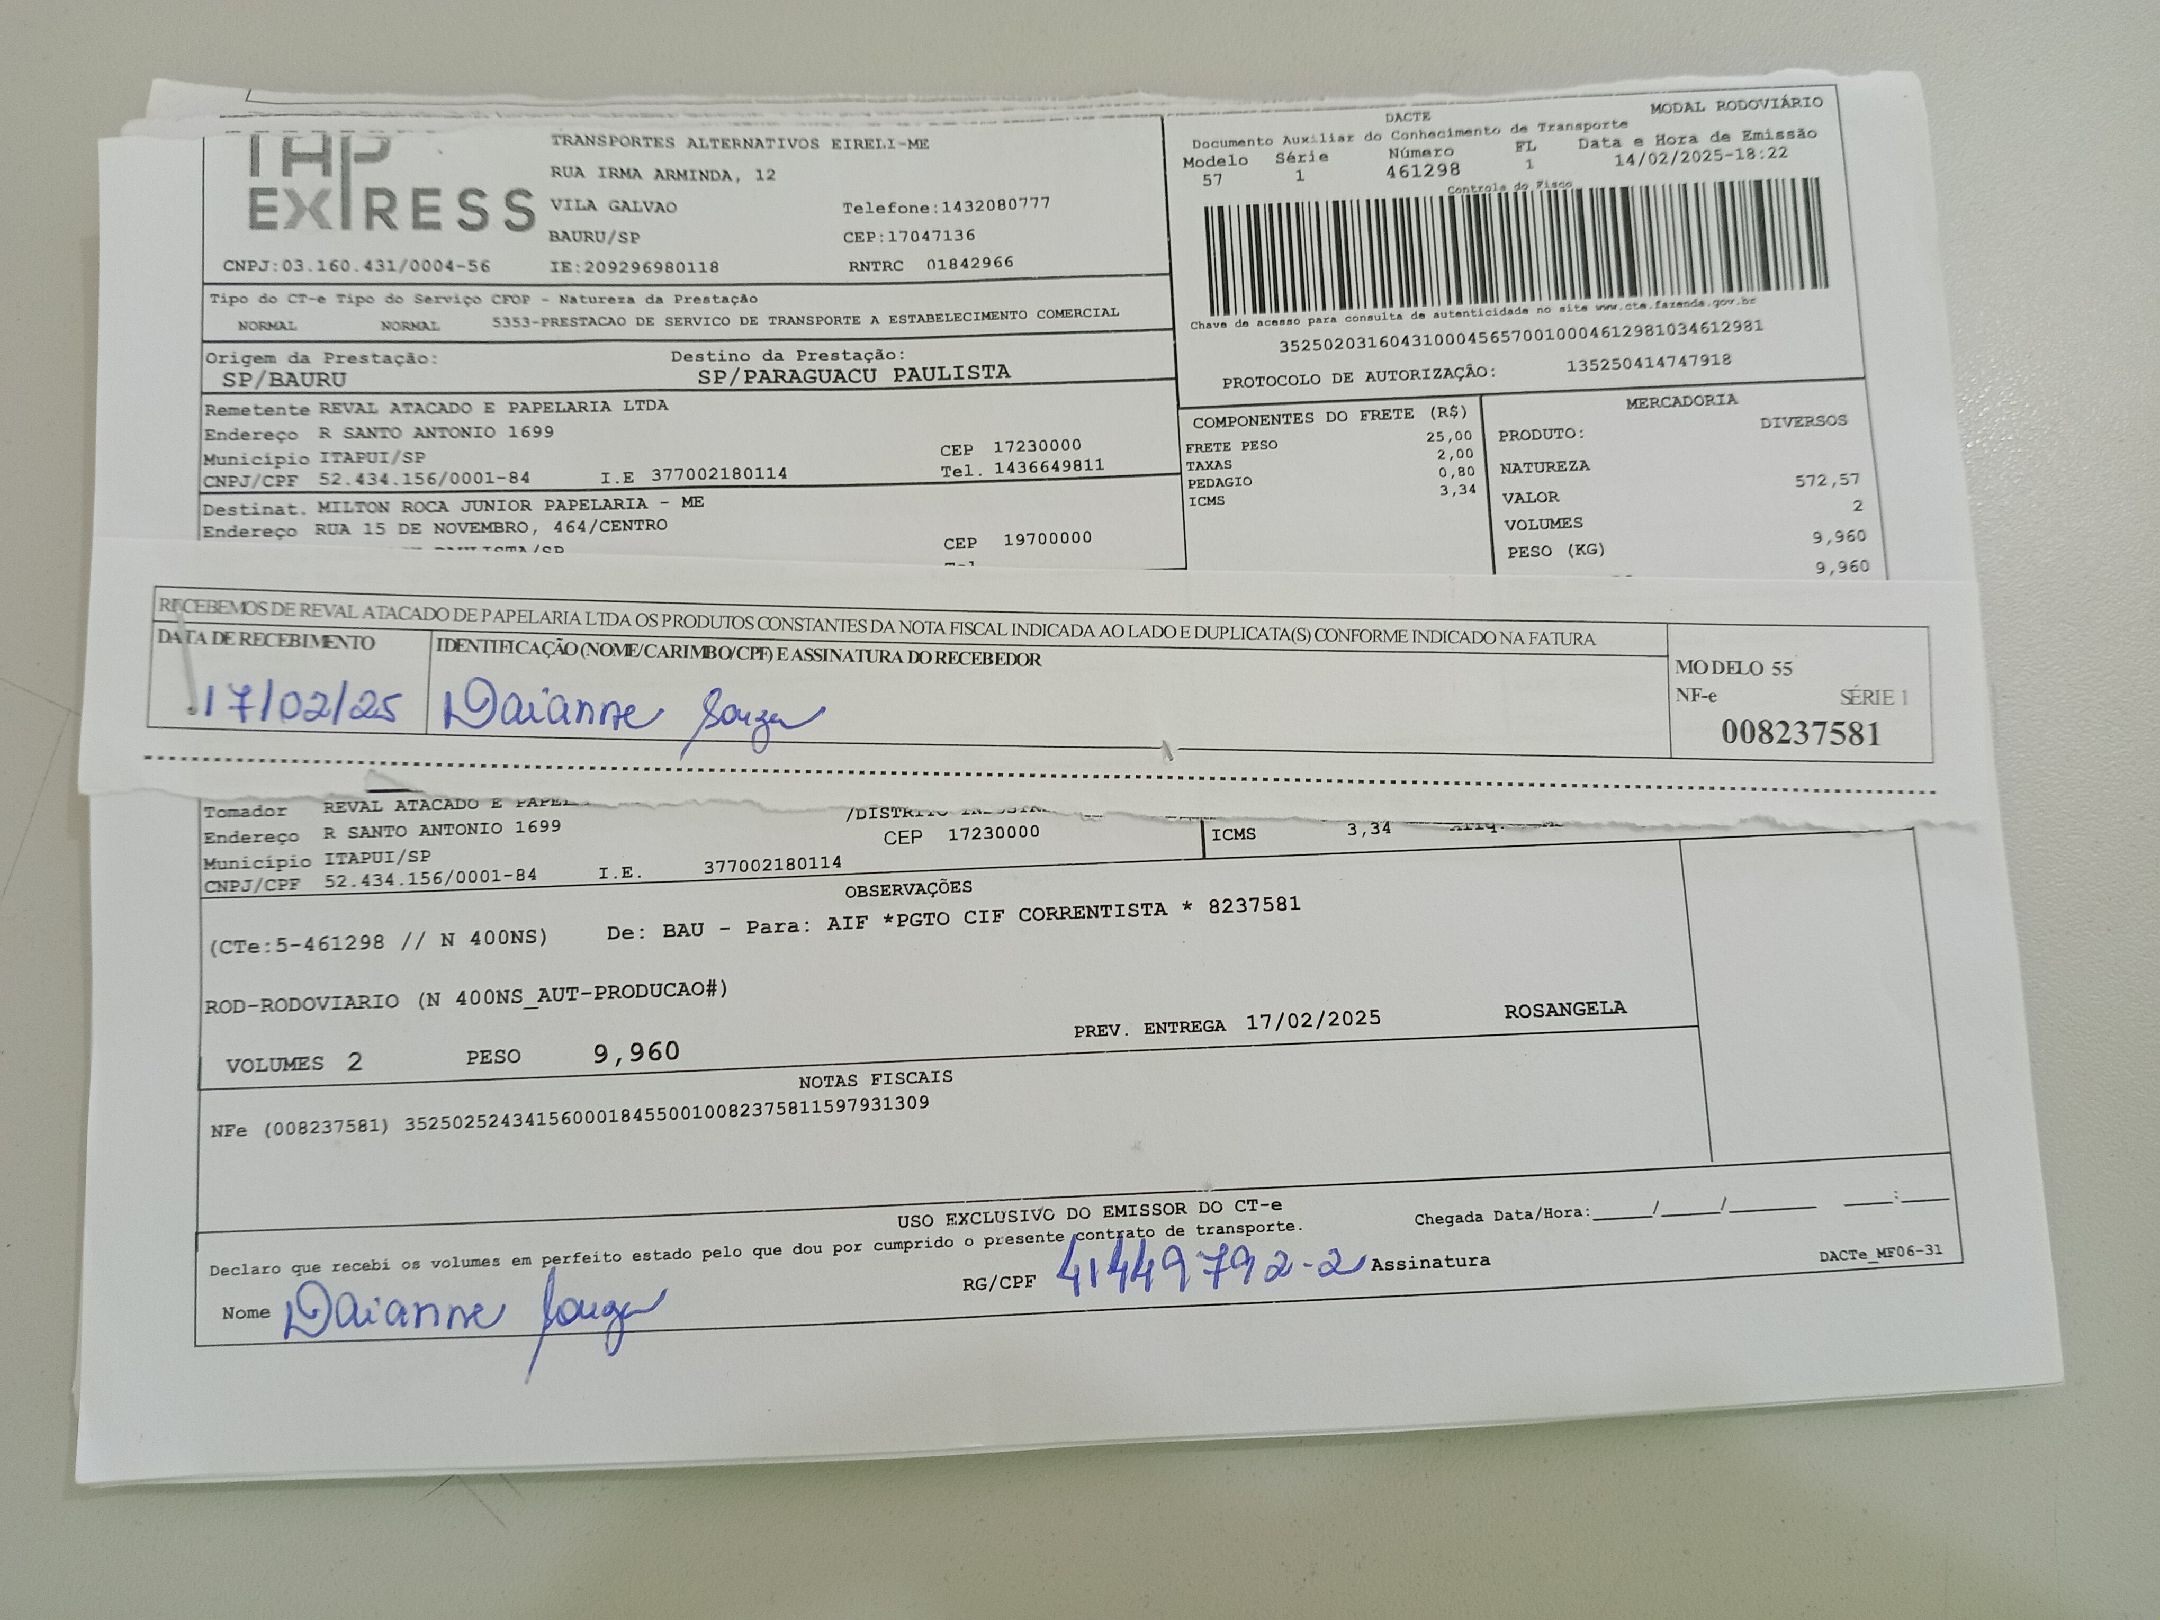 TAP
EXPRESS
TRANSPORTES ALTERNATIVOS EIRELI-ME
RUA IRMA ARMINDA, 12
VILA GALVAO Telefone:1432080777
BAURU/SP CEP:17047136
CNPJ:03.160.431/0004-56 IE:209296980118 RNTRC 01842966
DACTE MODAL RODOVIÁRIO
Documento Auxiliar do Conhecimento de Transporte
Modelo Série Número FL Data e Hora de Emissão
57 1 461298 1 14/02/2025-18:22
Controle do Fisco
Chave de acesso para consulta de autenticidade no site www.cte.fazenda.gov.br
35250203160431000456570010004612981034612981
PROTOCOLO DE AUTORIZAÇÃO: 135250414747918
Tipo do CT-e Tipo do Serviço CFOP - Natureza da Prestação
NORMAL NORMAL 5353-PRESTACAO DE SERVICO DE TRANSPORTE A ESTABELECIMENTO COMERCIAL
Origem da Prestação: Destino da Prestação:
SP/BAURU SP/PARAGUACU PAULISTA
Remetente REVAL ATACADO E PAPELARIA LTDA
Endereço R SANTO ANTONIO 1699
Município ITAPUI/SP CEP 17230000
CNPJ/CPF 52.434.156/0001-84 I.E 377002180114 Tel. 1436649811
Destinat. MILTON ROCA JUNIOR PAPELARIA - ME
Endereço RUA 15 DE NOVEMBRO, 464/CENTRO
CEP 19700000
COMPONENTES DO FRETE (R$)
FRETE PESO 25,00
TAXAS 2,00
PEDAGIO 0,80
ICMS 3,34
MERCADORIA
PRODUTO: DIVERSOS
NATUREZA
VALOR 572,57
VOLUMES 2
PESO (KG) 9,960
9,960
RECEBEMOS DE REVAL ATACADO DE PAPELARIA LTDA OS PRODUTOS CONSTANTES DA NOTA FISCAL INDICADA AO LADO E DUPLICATA(S) CONFORME INDICADO NA FATURA
DATA DE RECEBIMENTO IDENTIFICAÇÃO (NOME/CARIMBO/CPF) E ASSINATURA DO RECEBEDOR
17/02/25 Daianne Souza
MODELO 55
NF-e SÉRIE 1
008237581
Tomador REVAL ATACADO E
Endereço R SANTO ANTONIO 1699 CEP 17230000
Município ITAPUI/SP
CNPJ/CPF 52.434.156/0001-84 I.E. 377002180114
ICMS 3,34
OBSERVAÇÕES
(CTe:5-461298 // N 400NS) De: BAU - Para: AIF *PGTO CIF CORRENTISTA * 8237581
ROD-RODOVIARIO (N 400NS_AUT-PRODUCAO#)
PREV. ENTREGA 17/02/2025 ROSANGELA
VOLUMES 2 PESO 9,960
NOTAS FISCAIS
NFe (008237581) 35250252434156000184550010082375811597931309
USO EXCLUSIVO DO EMISSOR DO CT-e
Declaro que recebi os volumes em perfeito estado pelo que dou por cumprido o presente contrato de transporte.
Chegada Data/Hora:_____/_____/________ ____:____
Nome Daianne Souza RG/CPF 41449792-2 Assinatura
DACTe_MF06-31